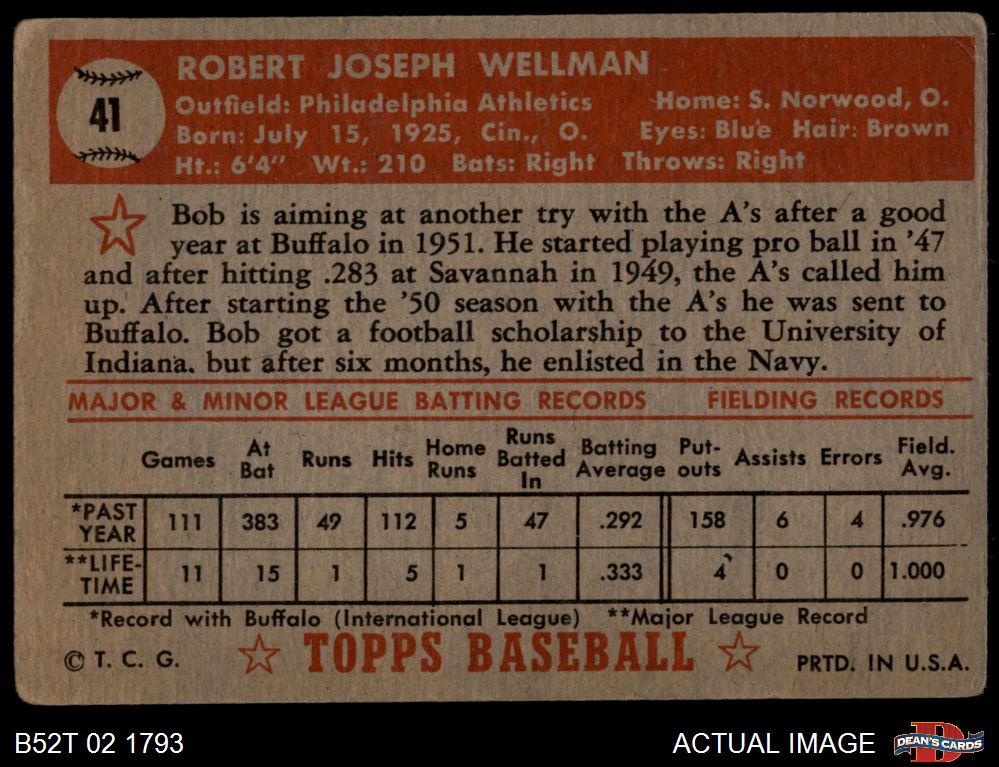 41
ROBERT JOSEPH WELLMAN
Outfield: Philadelphia Athletics Home: S. Norwood, O.
Born: July 15, 1925, Cin., O. Eyes: Blue Hair: Brown
Ht.: 6'4" Wt.: 210 Bats: Right Throws: Right
Bob is aiming at another try with the A's after a good
year at Buffalo in 1951. He started playing pro ball in '47
and after hitting .283 at Savannah in 1949, the A's called him
up. After starting the '50 season with the A's he was sent to
Buffalo. Bob got a football scholarship to the University of
Indiana. but after six months, he enlisted in the Navy.
MAJOR & MINOR LEAGUE BATTING RECORDS FIELDING RECORDS
Games At Bat Runs Hits Home Runs Runs Batted In Batting Average Put-outs Assists Errors Field. Avg.
*PAST YEAR 111 383 49 112 5 47 .292 158 6 4 .976
**LIFE-TIME 11 15 1 5 1 1 .333 4 0 0 1.000
*Record with Buffalo (International League) **Major League Record
© T. C. G. TOPPS BASEBALL PRTD. IN U.S.A.
B52T 02 1793 ACTUAL IMAGE DEAN'S CARDS